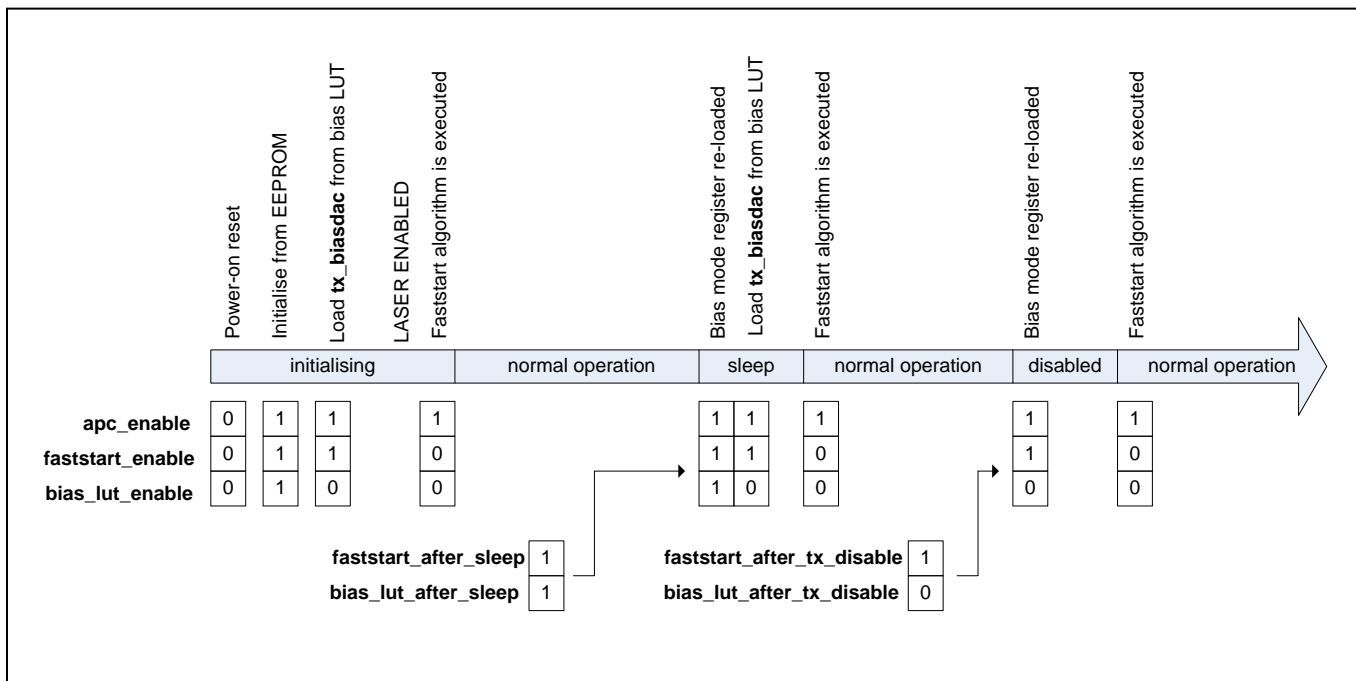 Power-on reset
Initialise from EEPROM
Load tx_biasdac from bias LUT
LASER ENABLED
Faststart algorithm is executed
Bias mode register re-loaded
Load tx_biasdac from bias LUT
Faststart algorithm is executed
Bias mode register re-loaded
Faststart algorithm is executed
initialising normal operation sleep normal operation disabled normal operation
apc_enable 0 1 1 1 1 1 1 1 1
faststart_enable 0 1 1 0 1 1 0 1 0
bias_lut_enable 0 1 0 0 1 0 0 0 0
faststart_after_sleep 1 faststart_after_tx_disable 1
bias_lut_after_sleep 1 bias_lut_after_tx_disable 0